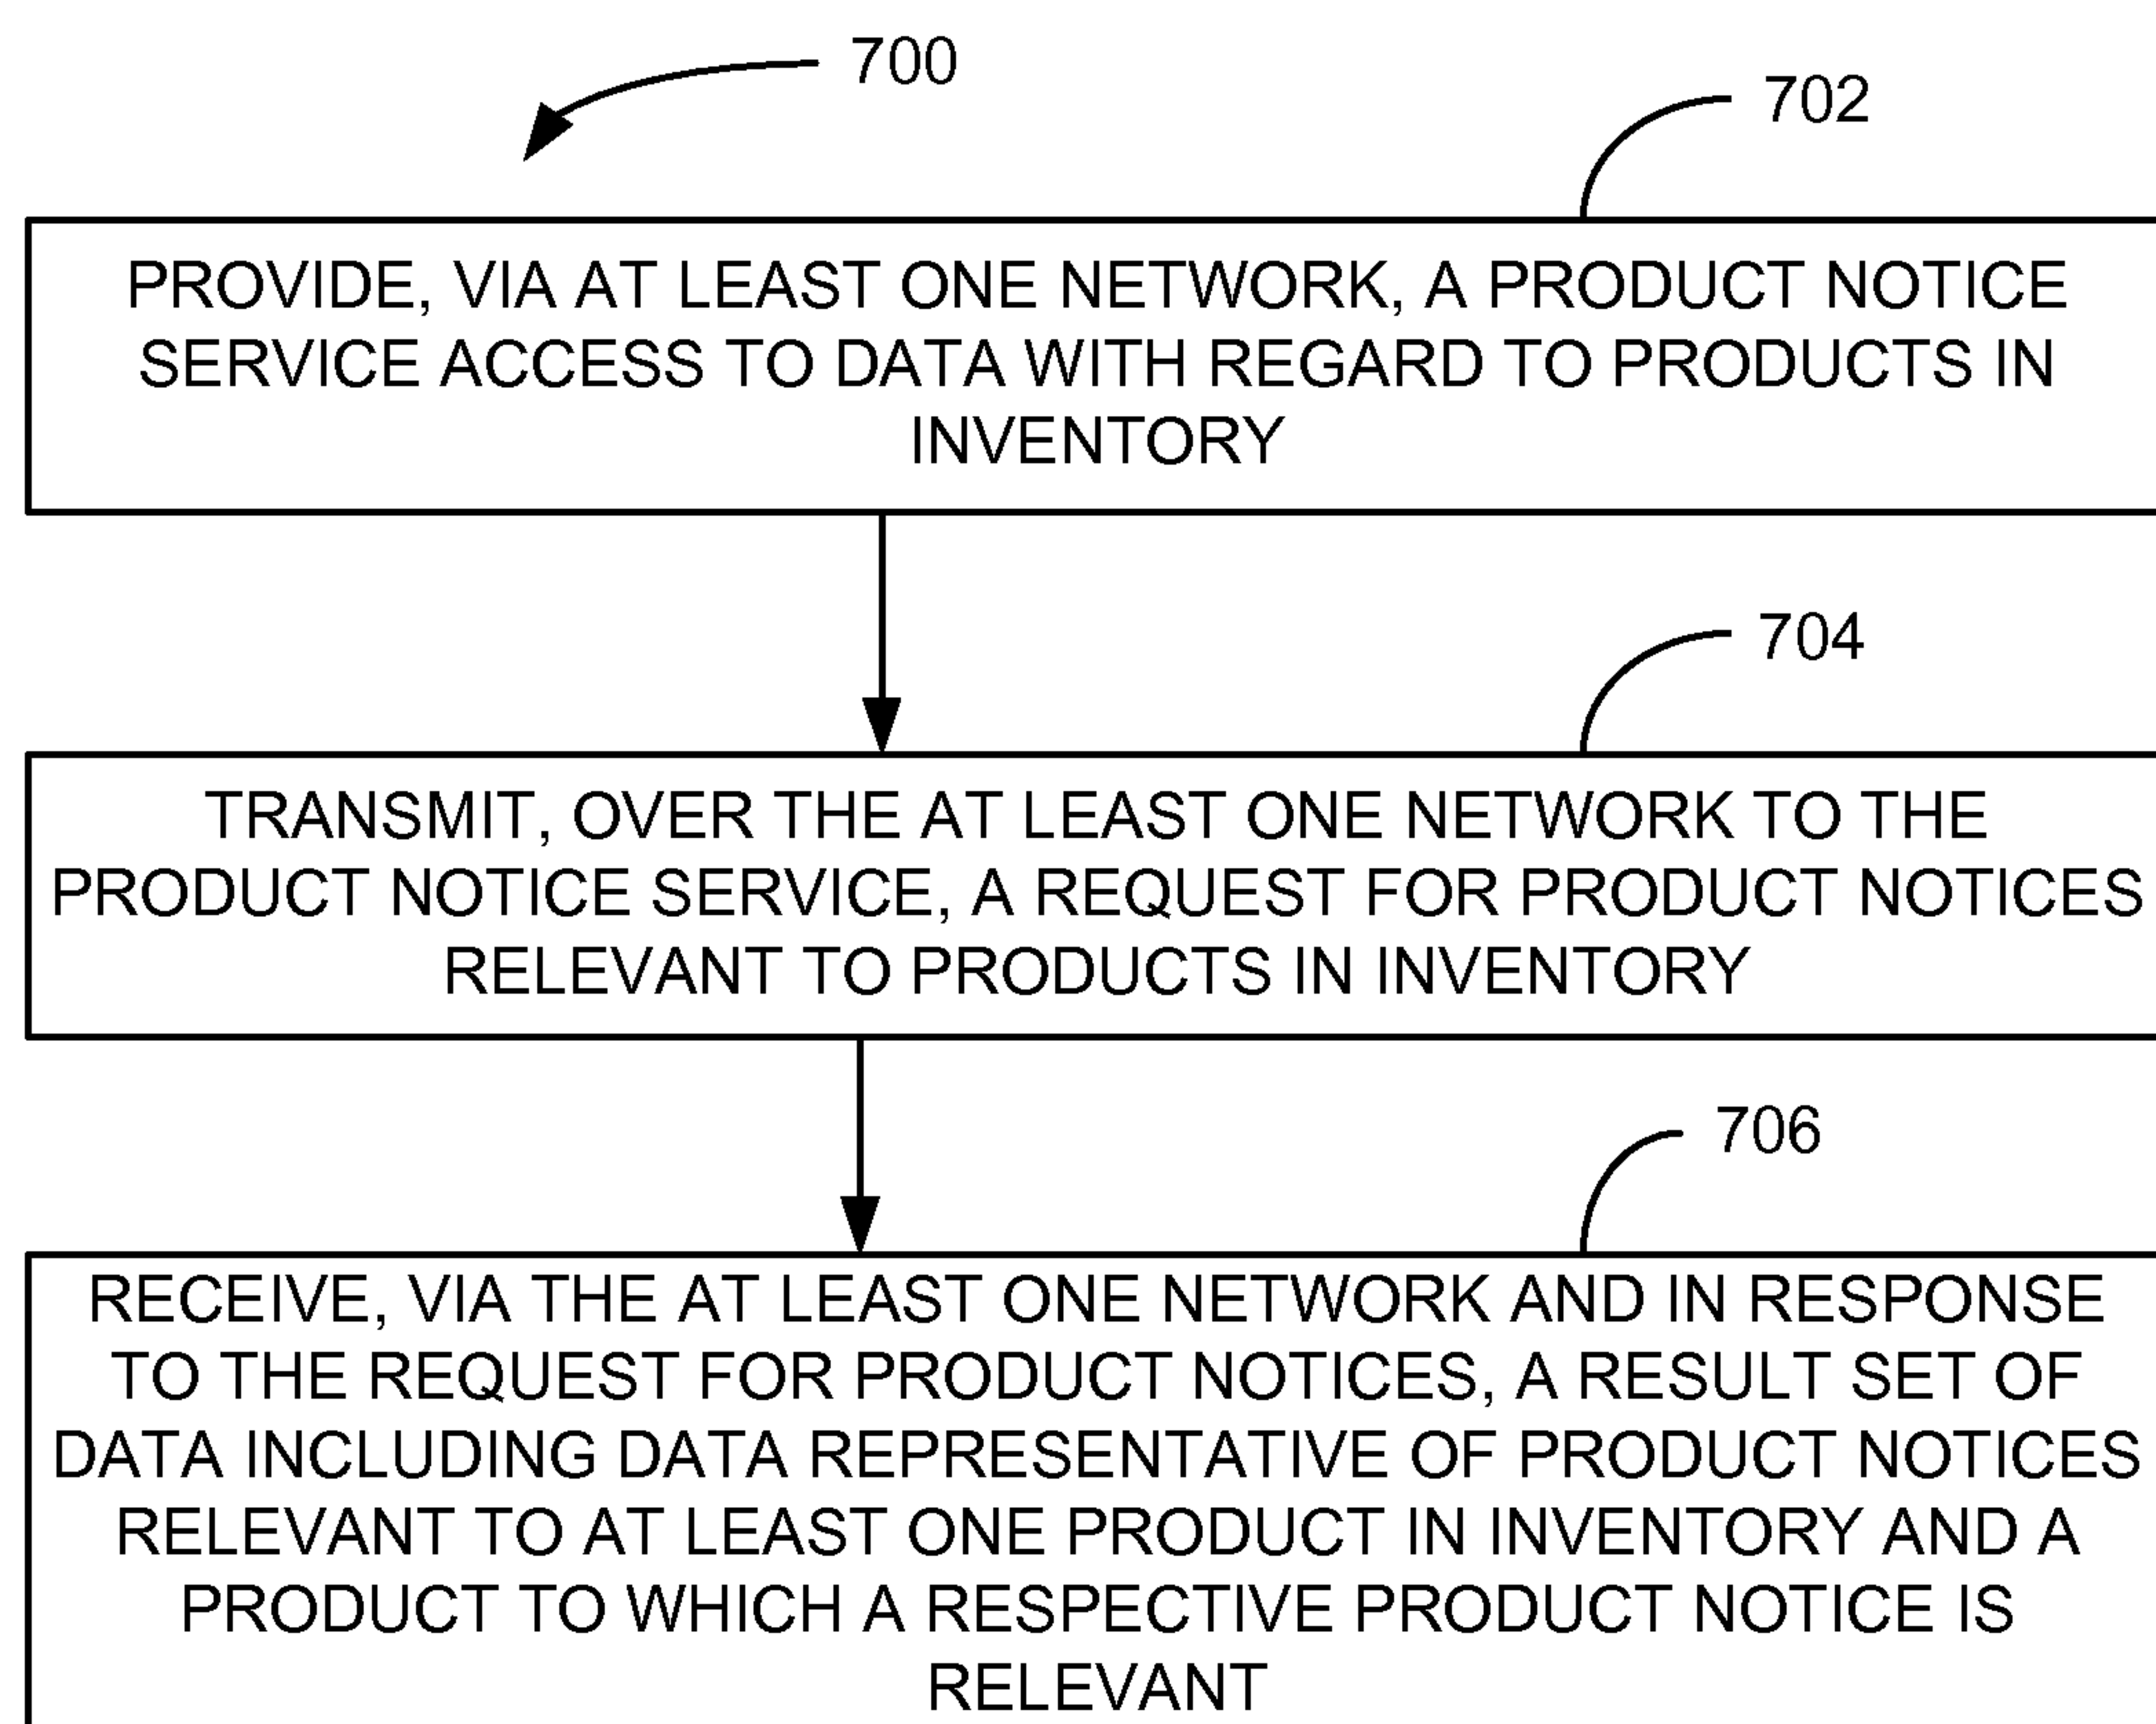 700
702
PROVIDE, VIA AT LEAST ONE NETWORK, A PRODUCT NOTICE
SERVICE ACCESS TO DATA WITH REGARD TO PRODUCTS IN
INVENTORY
704
TRANSMIT, OVER THE AT LEAST ONE NETWORK TO THE
PRODUCT NOTICE SERVICE, A REQUEST FOR PRODUCT NOTICES
RELEVANT TO PRODUCTS IN INVENTORY
706
RECEIVE, VIA THE AT LEAST ONE NETWORK AND IN RESPONSE
TO THE REQUEST FOR PRODUCT NOTICES, A RESULT SET OF
DATA INCLUDING DATA REPRESENTATIVE OF PRODUCT NOTICES
RELEVANT TO AT LEAST ONE PRODUCT IN INVENTORY AND A
PRODUCT TO WHICH A RESPECTIVE PRODUCT NOTICE IS
RELEVANT